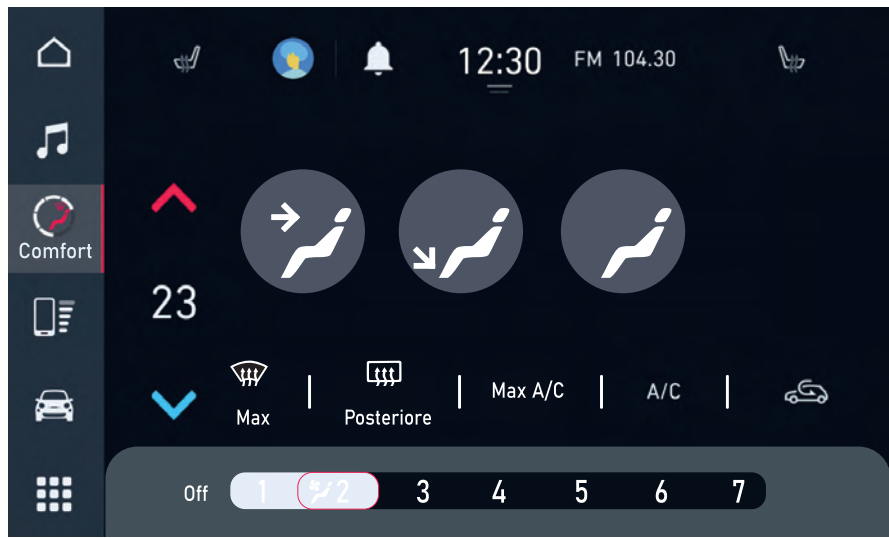 12:30 FM 104.30
Comfort
23
Max
Posteriore
Max A/C
A/C
Off 1 2 3 4 5 6 7